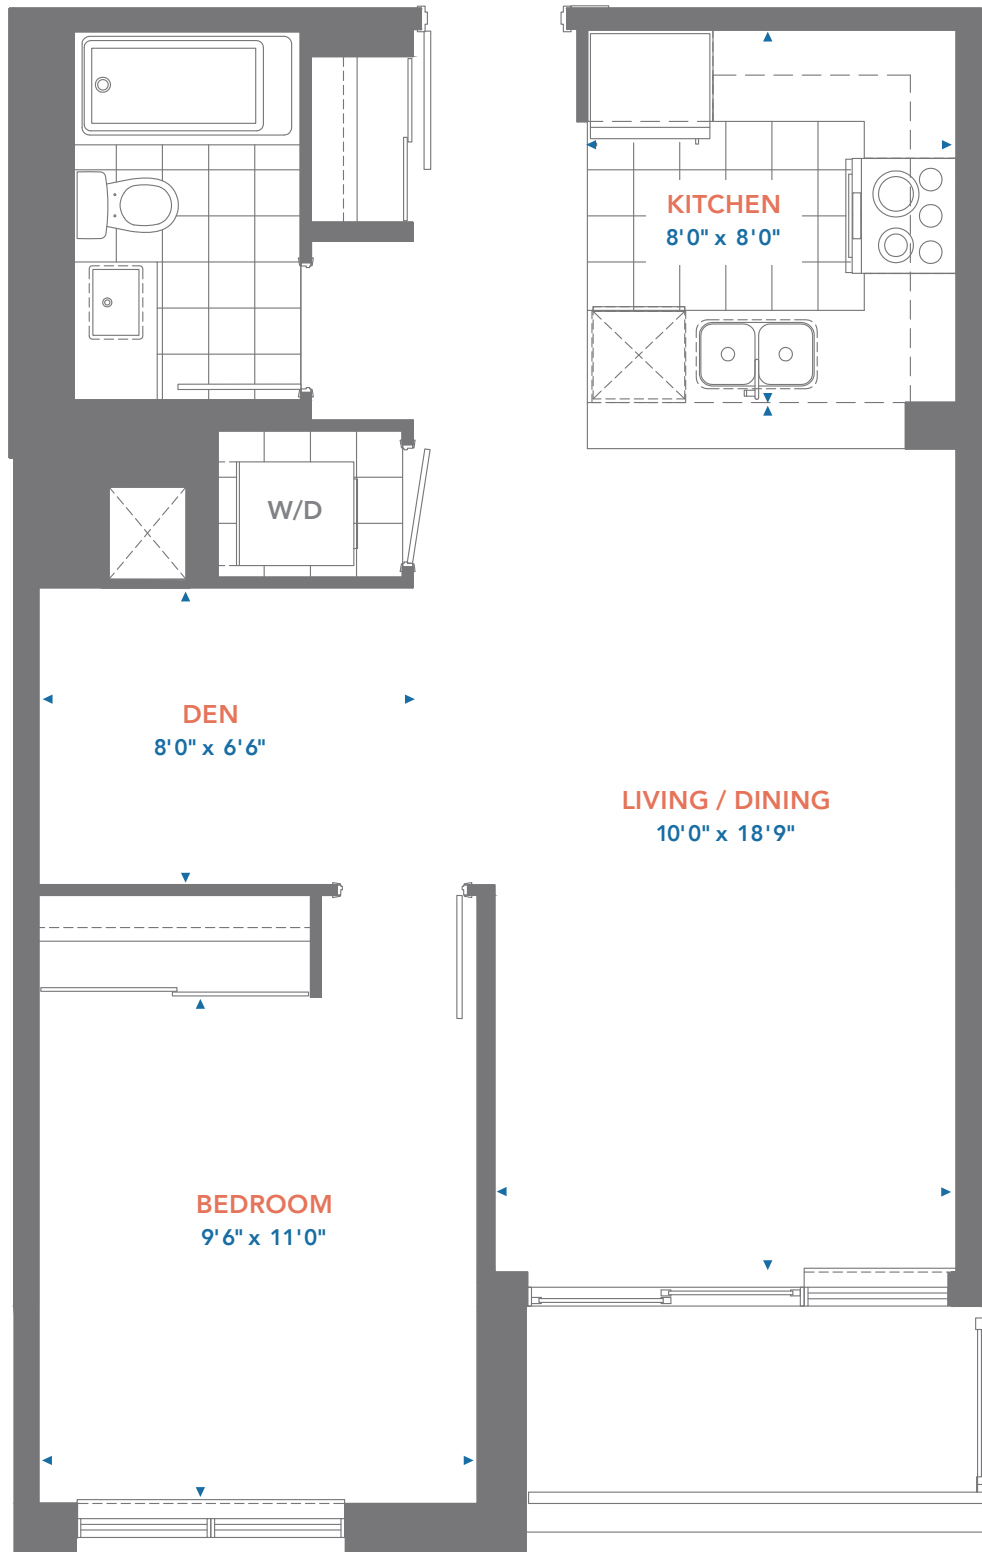 KITCHEN
8'0" x 8'0"
W/D
DEN
8'0" x 6'6"
LIVING / DINING
10'0" x 18'9"
BEDROOM
9'6" x 11'0"